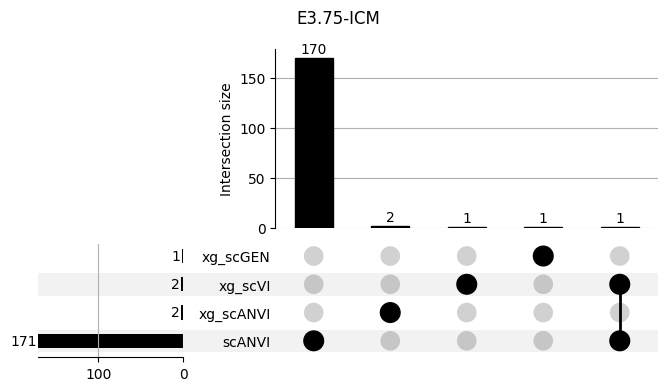 E3.75-ICM
170
150
Intersection size
100
50
2
1
1
1
0
1
xg_scGEN
2
xg_scVI
2
xg_scANVI
171
scANVI
100
0